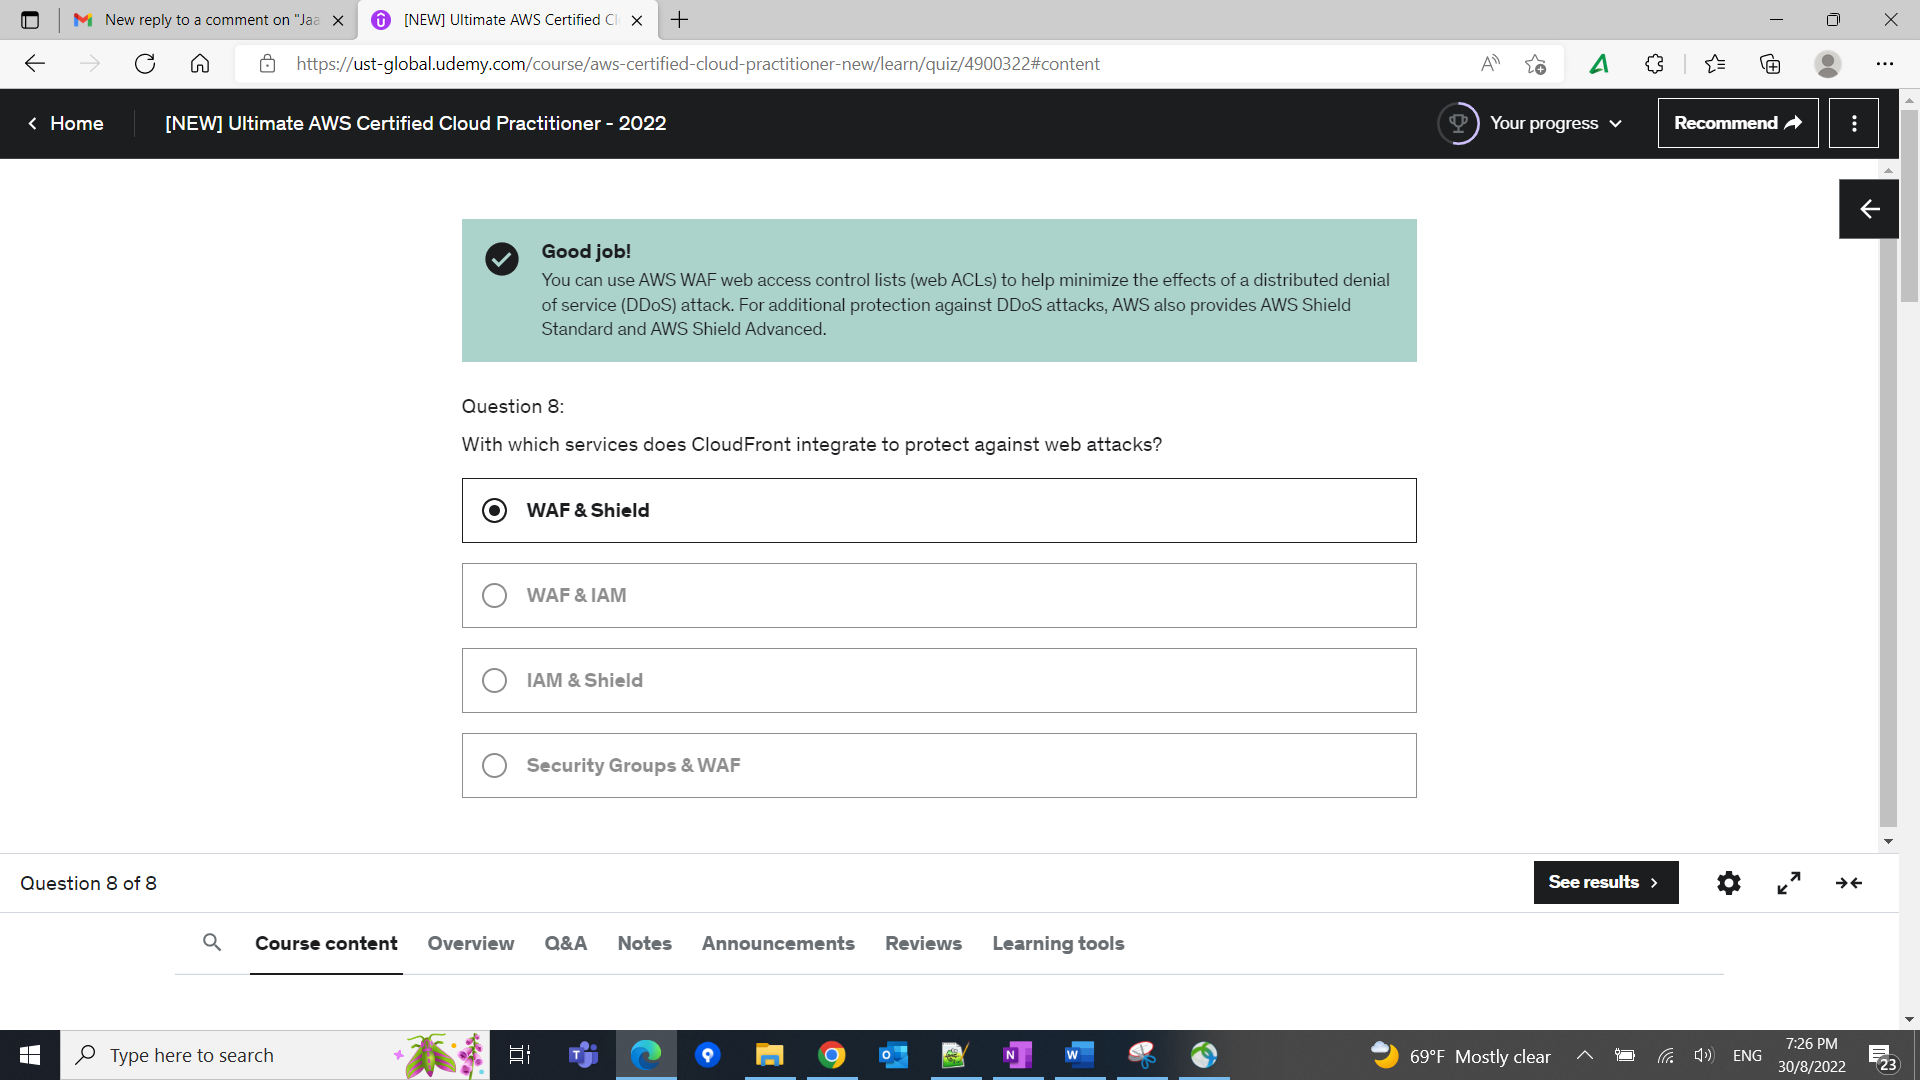 New reply to a comment on "Jaa
[NEW] Ultimate AWS Certified Cl
https://ust-global.udemy.com/course/aws-certified-cloud-practitioner-new/learn/quiz/4900322#content
Home
[NEW] Ultimate AWS Certified Cloud Practitioner - 2022
Your progress
Recommend
Good job!
You can use AWS WAF web access control lists (web ACLs) to help minimize the effects of a distributed denial
of service (DDoS) attack. For additional protection against DDoS attacks, AWS also provides AWS Shield
Standard and AWS Shield Advanced.
Question 8:
With which services does CloudFront integrate to protect against web attacks?
WAF & Shield
WAF & IAM
IAM & Shield
Security Groups & WAF
Question 8 of 8
See results
Course content
Overview
Q&A
Notes
Announcements
Reviews
Learning tools
Type here to search
69°F Mostly clear
ENG
7:26 PM
30/8/2022
23